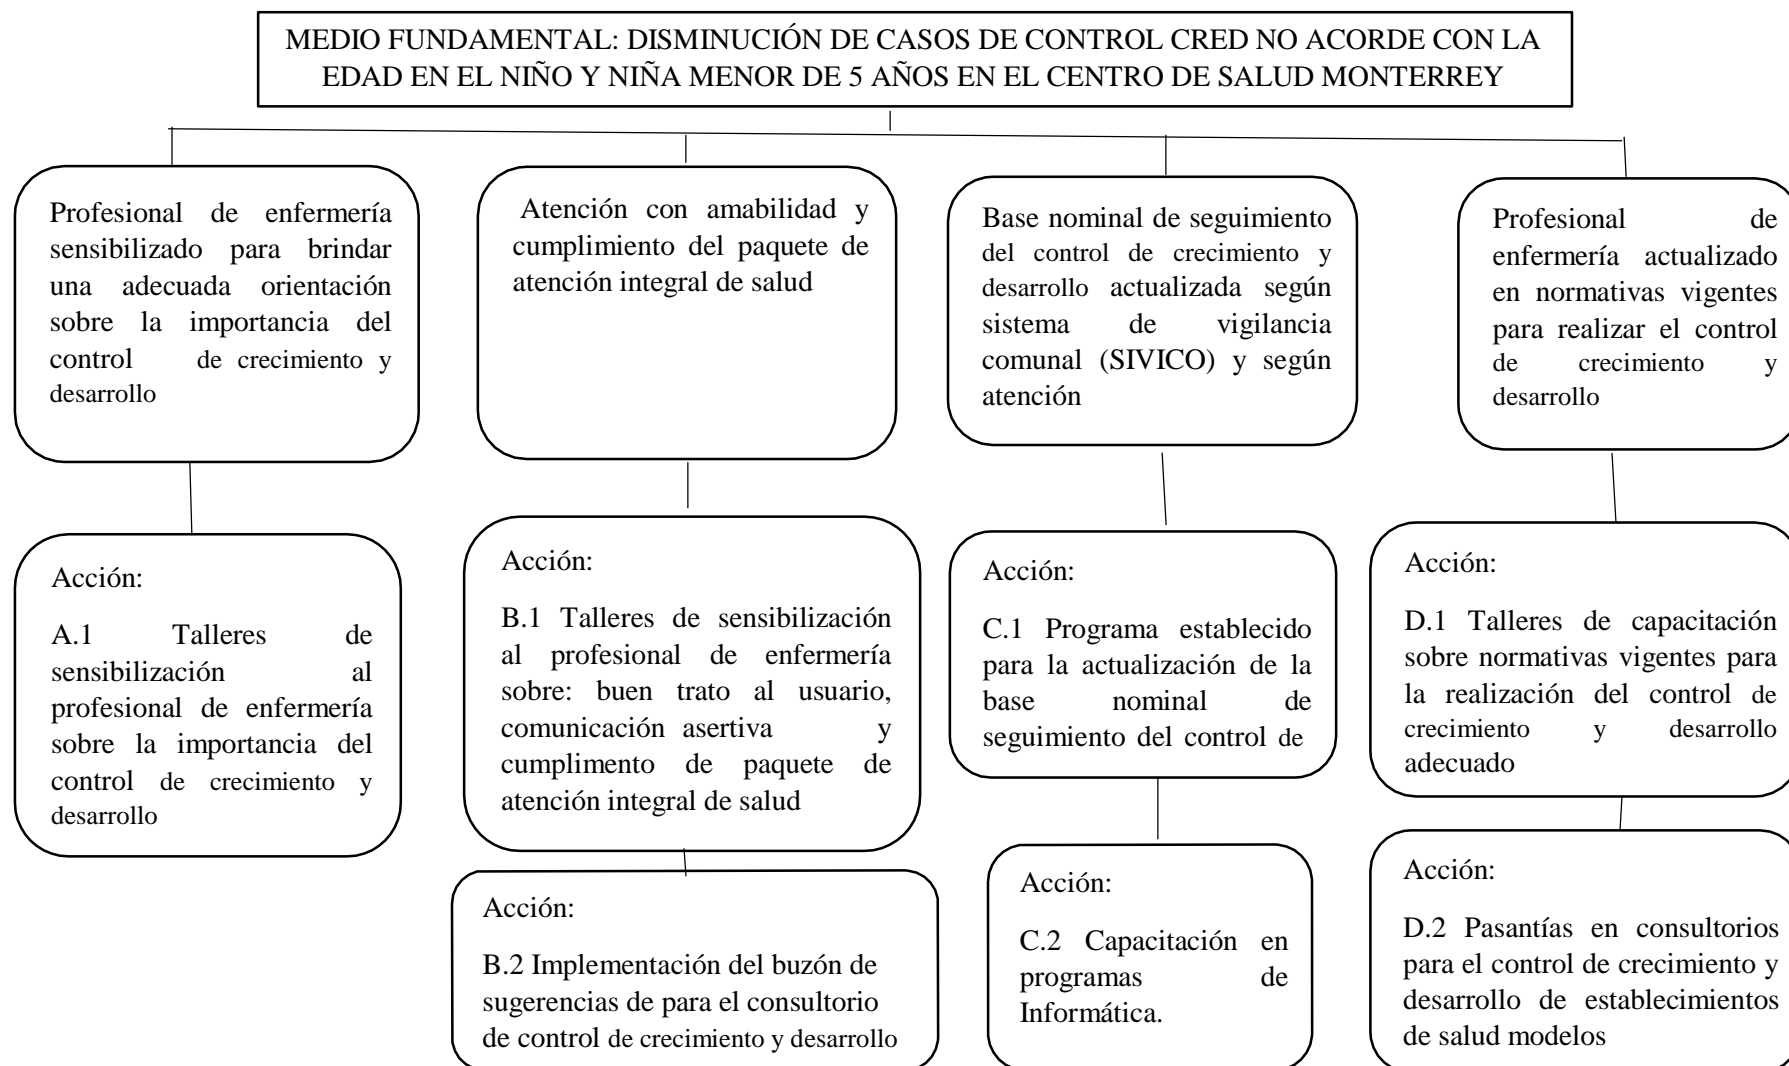 MEDIO FUNDAMENTAL: DISMINUCIÓN DE CASOS DE CONTROL CRED NO ACORDE CON LA
EDAD EN EL NIÑO Y NIÑA MENOR DE 5 AÑOS EN EL CENTRO DE SALUD MONTERREY
Profesional de enfermería
sensibilizado para brindar
una adecuada orientación
sobre la importancia del
control de crecimiento y
desarrollo
Atención con amabilidad y
cumplimiento del paquete de
atención integral de salud
Base nominal de seguimiento
del control de crecimiento y
desarrollo actualizada según
sistema de vigilancia
comunal (SIVICO) y según
atención
Profesional de
enfermería actualizado
en normativas vigentes
para realizar el control
de crecimiento y
desarrollo
Acción:
A.1 Talleres de
sensibilización al
profesional de enfermería
sobre la importancia del
control de crecimiento y
desarrollo
Acción:
B.1 Talleres de sensibilización
al profesional de enfermería
sobre: buen trato al usuario,
comunicación asertiva y
cumplimento de paquete de
atención integral de salud
Acción:
C.1 Programa establecido
para la actualización de la
base nominal de
seguimiento del control de
Acción:
D.1 Talleres de capacitación
sobre normativas vigentes para
la realización del control de
crecimiento y desarrollo
adecuado
Acción:
B.2 Implementación del buzón de
sugerencias de para el consultorio
de control de crecimiento y desarrollo
Acción:
C.2 Capacitación en
programas de
Informática.
Acción:
D.2 Pasantías en consultorios
para el control de crecimiento y
desarrollo de establecimientos
de salud modelos